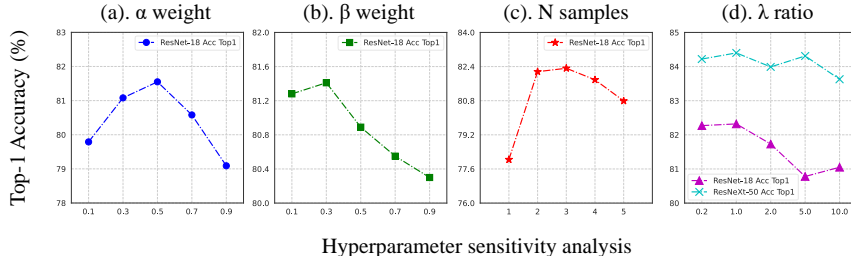 (a). α weight
(b). β weight
(c). N samples
(d). λ ratio
Top-1 Accuracy (%)
83
82
81
80
79
78
ResNet-18 Acc Top1
0.1 0.3 0.5 0.7 0.9
82.0
81.6
81.2
80.8
80.4
80.0
ResNet-18 Acc Top1
0.1 0.3 0.5 0.7 0.9
84.0
82.4
80.8
79.2
77.6
76.0
ResNet-18 Acc Top1
1 2 3 4 5
85
84
83
82
81
80
ResNet-18 Acc Top1
ResNeXt-50 Acc Top1
0.2 1.0 2.0 5.0 10.0
Hyperparameter sensitivity analysis